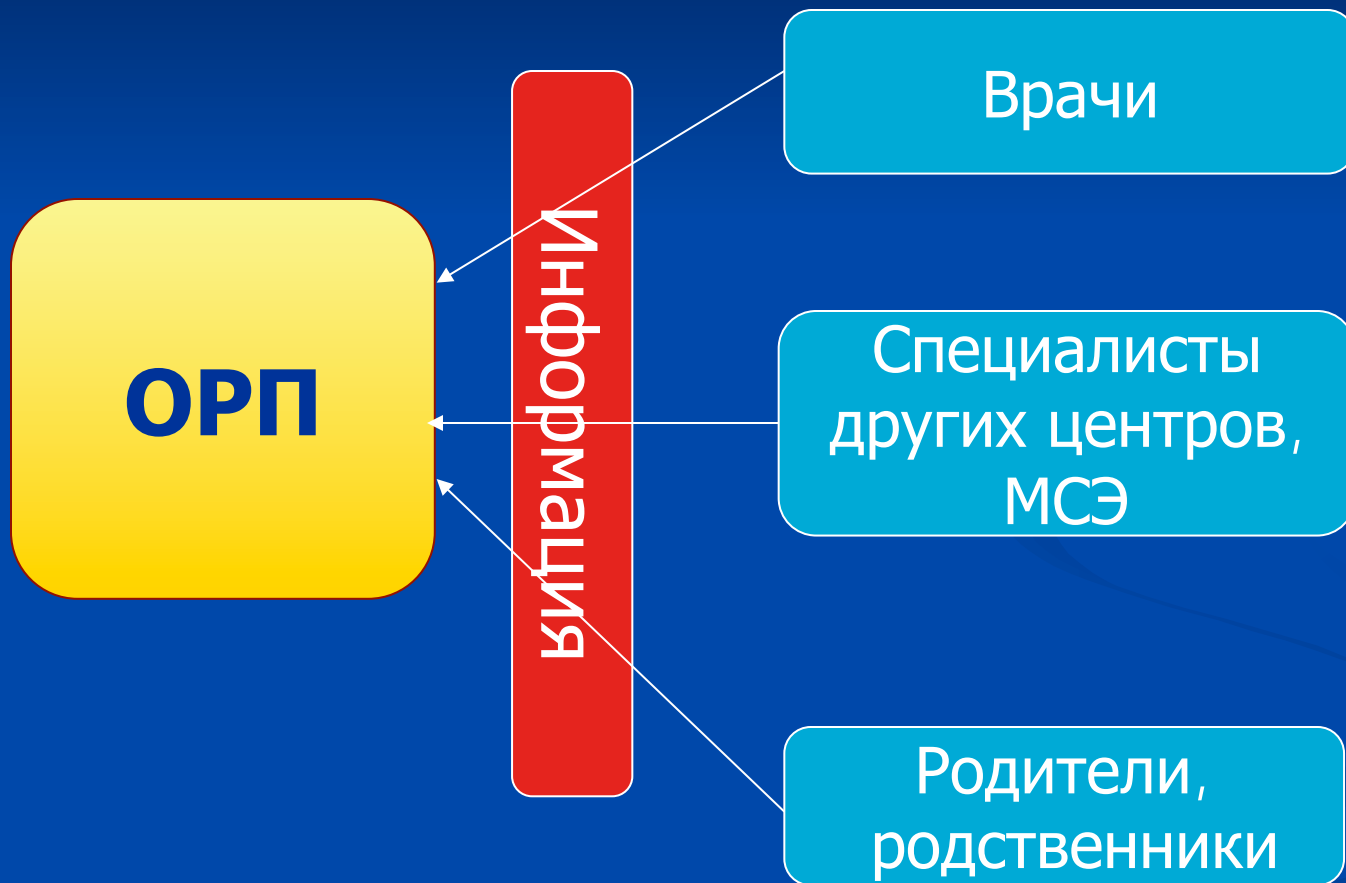 ОРП
Информация
Врачи
Специалисты
других центров,
МСЭ
Родители,
родственники